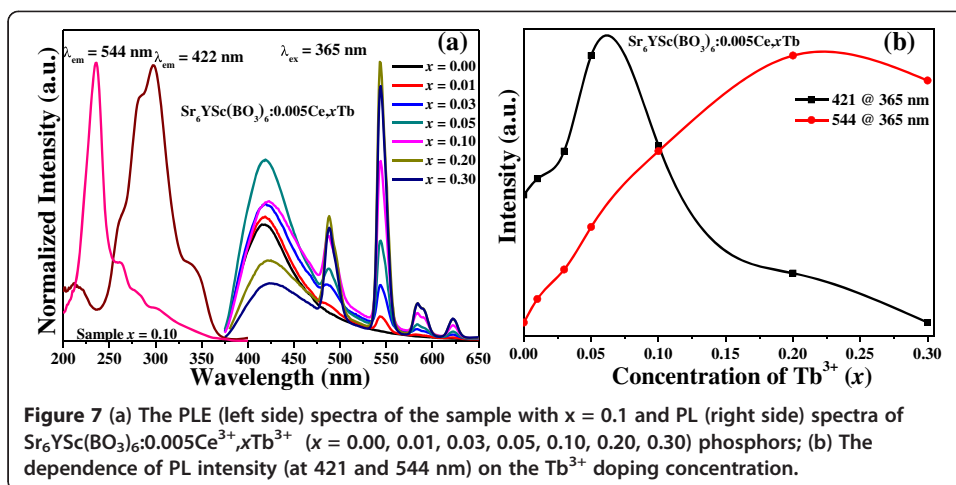 (a)
λem = 544 nm
λem = 422 nm
λex = 365 nm
Sr6YSc(BO3)6:0.005Ce,xTb
x = 0.00
x = 0.01
x = 0.03
x = 0.05
x = 0.10
x = 0.20
x = 0.30
Sample x = 0.10
Normalized Intensity (a.u.)
200 250 300 350 400 450 500 550 600 650
Wavelength (nm)
(b)
Sr6YSc(BO3)6:0.005Ce,xTb
421 @ 365 nm
544 @ 365 nm
Intensity (a.u.)
0.00 0.05 0.10 0.15 0.20 0.25 0.30
Concentration of Tb3+ (x)
Figure 7 (a) The PLE (left side) spectra of the sample with x = 0.1 and PL (right side) spectra of
Sr6YSc(BO3)6:0.005Ce3+,xTb3+ (x = 0.00, 0.01, 0.03, 0.05, 0.10, 0.20, 0.30) phosphors; (b) The
dependence of PL intensity (at 421 and 544 nm) on the Tb3+ doping concentration.